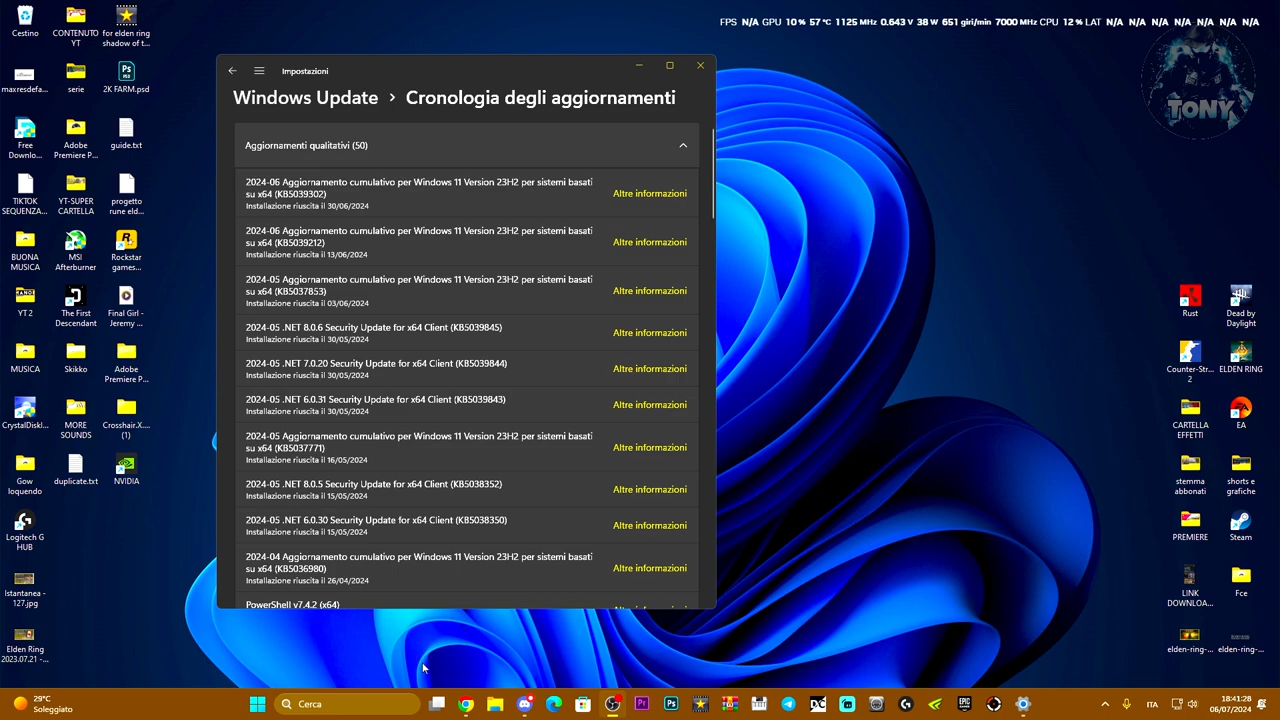 FPS N/A GPU 10 % 57 °C 1125 MHz 0.643 V 38 W 651 giri/min 7000 MHz CPU 12 % LAT N/A N/A N/A N/A N/A N/A N/A
TONY
Cestino
CONTENUTO YT
for elden ring
shadow of t...
maxresdefa...
serie
2K FARM.psd
Free
Downlo...
Adobe
Premiere P...
guide.txt
TIKTOK
SEQUENZA...
YT-SUPER
CARTELLA
progetto
rune eld...
BUONA
MUSICA
MSI
Afterburner
Rockstar
games...
YT 2
The First
Descendant
Final Girl -
Jeremy ...
MUSICA
Skikko
Adobe
Premiere P...
CrystalDiskI...
MORE
SOUNDS
Crosshair.X....
(1)
Gow
loquendo
duplicate.txt
NVIDIA
Logitech G
HUB
Istantanea -
127.jpg
Elden Ring
2023.07.21 -...
Impostazioni
Windows Update > Cronologia degli aggiornamenti
Aggiornamenti qualitativi (50)
2024-06 Aggiornamento cumulativo per Windows 11 Version 23H2 per sistemi basati
su x64 (KB5039302)
Installazione riuscita il 30/06/2024
Altre informazioni
2024-06 Aggiornamento cumulativo per Windows 11 Version 23H2 per sistemi basati
su x64 (KB5039212)
Installazione riuscita il 13/06/2024
Altre informazioni
2024-05 Aggiornamento cumulativo per Windows 11 Version 23H2 per sistemi basati
su x64 (KB5037853)
Installazione riuscita il 03/06/2024
Altre informazioni
2024-05 .NET 8.0.6 Security Update for x64 Client (KB5039845)
Installazione riuscita il 30/05/2024
Altre informazioni
2024-05 .NET 7.0.20 Security Update for x64 Client (KB5039844)
Installazione riuscita il 30/05/2024
Altre informazioni
2024-05 .NET 6.0.31 Security Update for x64 Client (KB5039843)
Installazione riuscita il 30/05/2024
Altre informazioni
2024-05 Aggiornamento cumulativo per Windows 11 Version 23H2 per sistemi basati
su x64 (KB5037771)
Installazione riuscita il 16/05/2024
Altre informazioni
2024-05 .NET 8.0.5 Security Update for x64 Client (KB5038352)
Installazione riuscita il 15/05/2024
Altre informazioni
2024-05 .NET 6.0.30 Security Update for x64 Client (KB5038350)
Installazione riuscita il 15/05/2024
Altre informazioni
2024-04 Aggiornamento cumulativo per Windows 11 Version 23H2 per sistemi basati
su x64 (KB5036980)
Installazione riuscita il 26/04/2024
Altre informazioni
PowerShell v7.4.2 (x64)
Altre informazioni
Rust
Dead by
Daylight
Counter-Str...
2
ELDEN RING
CARTELLA
EFFETTI
EA
stemma
abbonati
shorts e
grafiche
PREMIERE
Steam
LINK
DOWNLOA...
Fce
elden-ring-...
elden-ring--...
29°C
Soleggiato
Cerca
ITA
18:41:28
06/07/2024